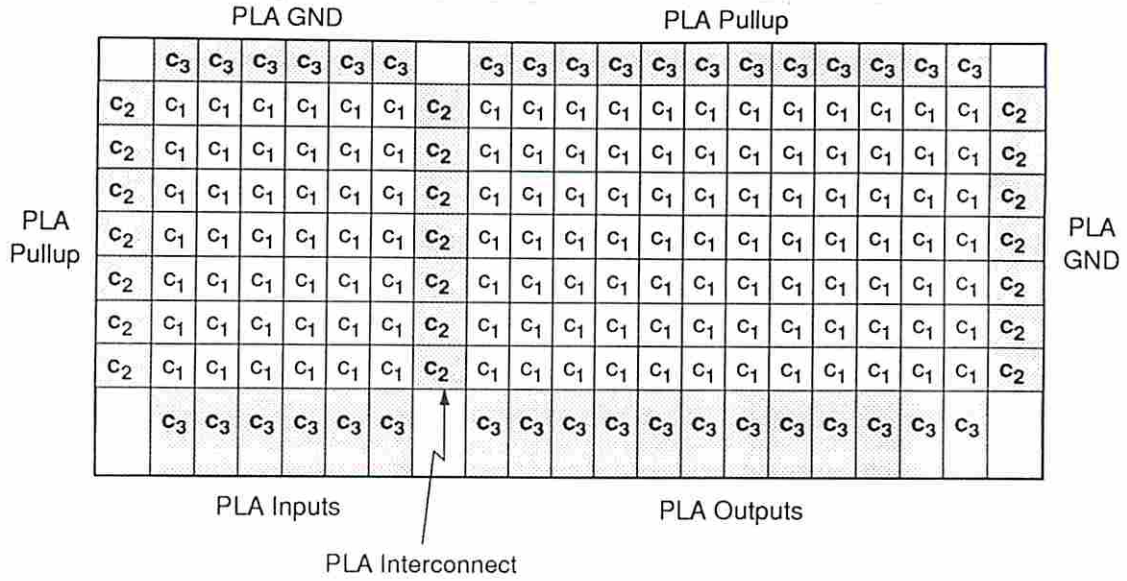 PLA GND PLA Pullup
c3 c3 c3 c3 c3 c3 c3 c3 c3 c3 c3 c3 c3 c3 c3 c3 c3 c3
c2 c1 c1 c1 c1 c1 c1 c2 c1 c1 c1 c1 c1 c1 c1 c1 c1 c1 c1 c1 c2
c2 c1 c1 c1 c1 c1 c1 c2 c1 c1 c1 c1 c1 c1 c1 c1 c1 c1 c1 c1 c2
c2 c1 c1 c1 c1 c1 c1 c2 c1 c1 c1 c1 c1 c1 c1 c1 c1 c1 c1 c1 c2
PLA
Pullup
c2 c1 c1 c1 c1 c1 c1 c2 c1 c1 c1 c1 c1 c1 c1 c1 c1 c1 c1 c1 c2
PLA
GND
c2 c1 c1 c1 c1 c1 c1 c2 c1 c1 c1 c1 c1 c1 c1 c1 c1 c1 c1 c1 c2
c2 c1 c1 c1 c1 c1 c1 c2 c1 c1 c1 c1 c1 c1 c1 c1 c1 c1 c1 c1 c2
c2 c1 c1 c1 c1 c1 c1 c2 c1 c1 c1 c1 c1 c1 c1 c1 c1 c1 c1 c1 c2
c3 c3 c3 c3 c3 c3 c3 c3 c3 c3 c3 c3 c3 c3 c3 c3 c3 c3
PLA Inputs PLA Outputs
PLA Interconnect